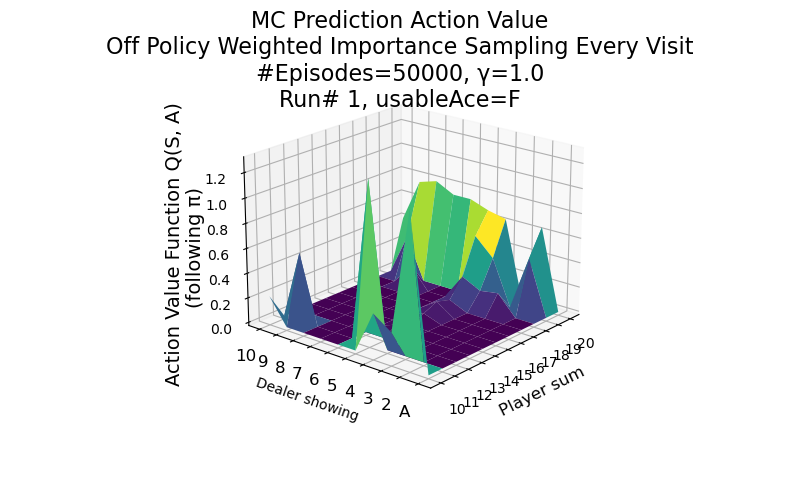 MC Prediction Action Value
Off Policy Weighted Importance Sampling Every Visit
#Episodes=50000, γ=1.0
Run# 1, usableAce=F
Action Value Function Q(S, A)
(following π)
1.2
1.0
0.8
0.6
0.4
0.2
0.0
10 9 8 7 6 5 4 3 2 A
Dealer showing
10 11 12 13 14 15 16 17 18 19 20
Player sum